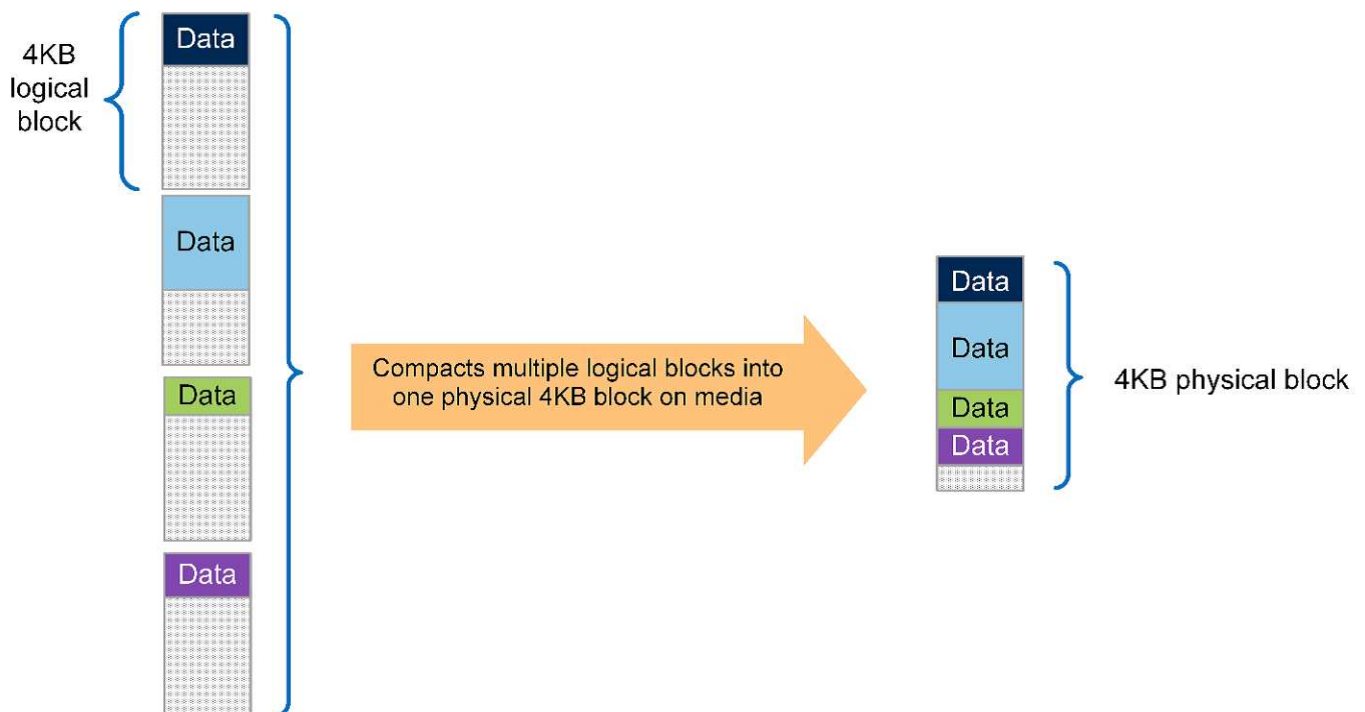 4KB
logical
block
Data
Data
Data
Data
Compacts multiple logical blocks into
one physical 4KB block on media
Data
Data
Data
Data
4KB physical block